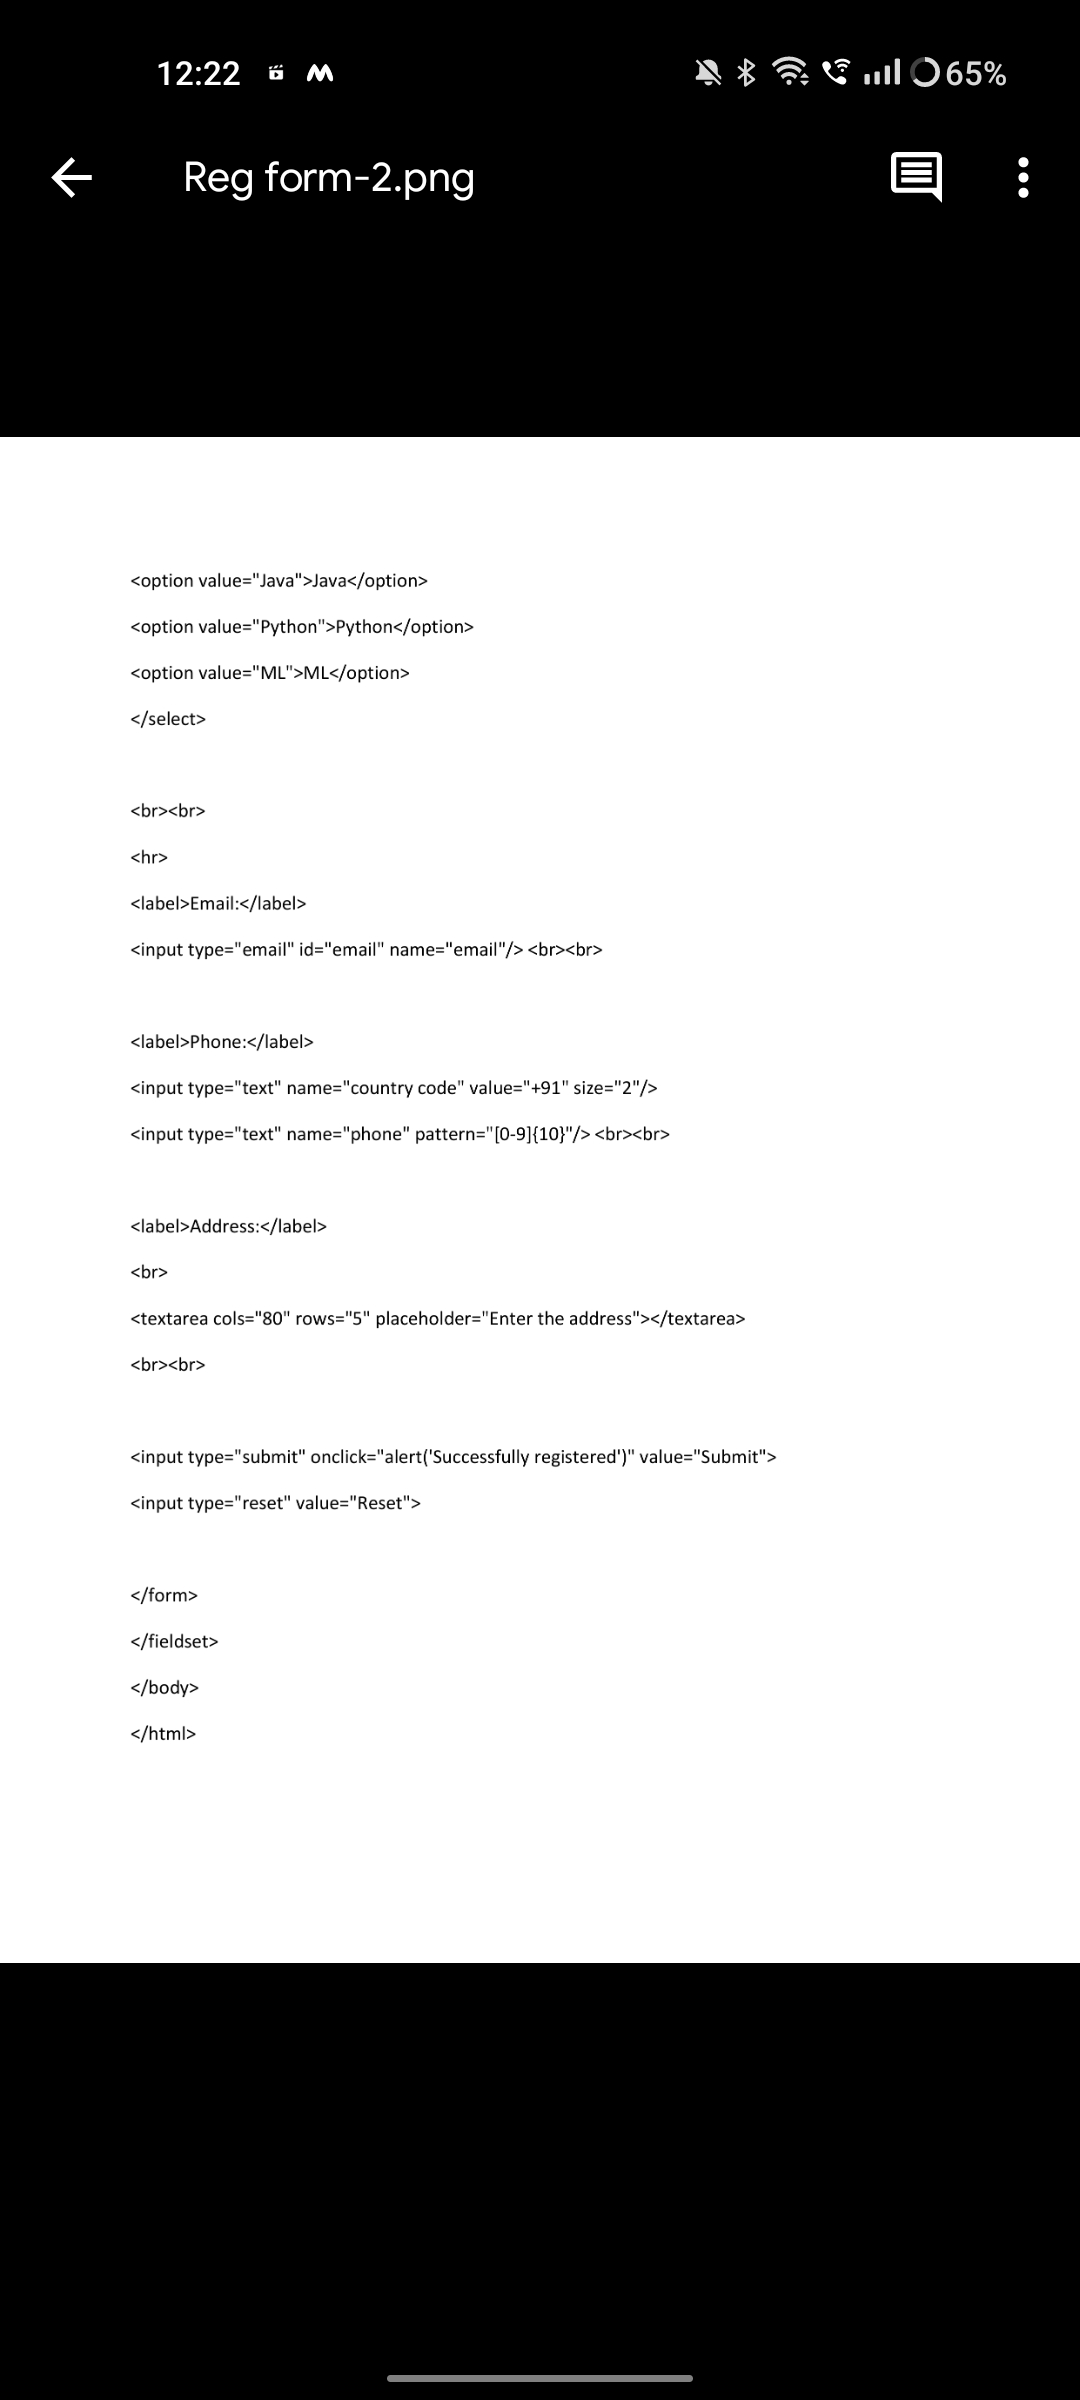 12:22
65%
Reg form-2.png
<option value="Java">Java</option>
<option value="Python">Python</option>
<option value="ML">ML</option>
</select>
<br><br>
<hr>
<label>Email:</label>
<input type="email" id="email" name="email"/> <br><br>
<label>Phone:</label>
<input type="text" name="country code" value="+91" size="2"/>
<input type="text" name="phone" pattern="[0-9]{10}"/> <br><br>
<label>Address:</label>
<br>
<textarea cols="80" rows="5" placeholder="Enter the address"></textarea>
<br><br>
<input type="submit" onclick="alert('Successfully registered')" value="Submit">
<input type="reset" value="Reset">
</form>
</fieldset>
</body>
</html>